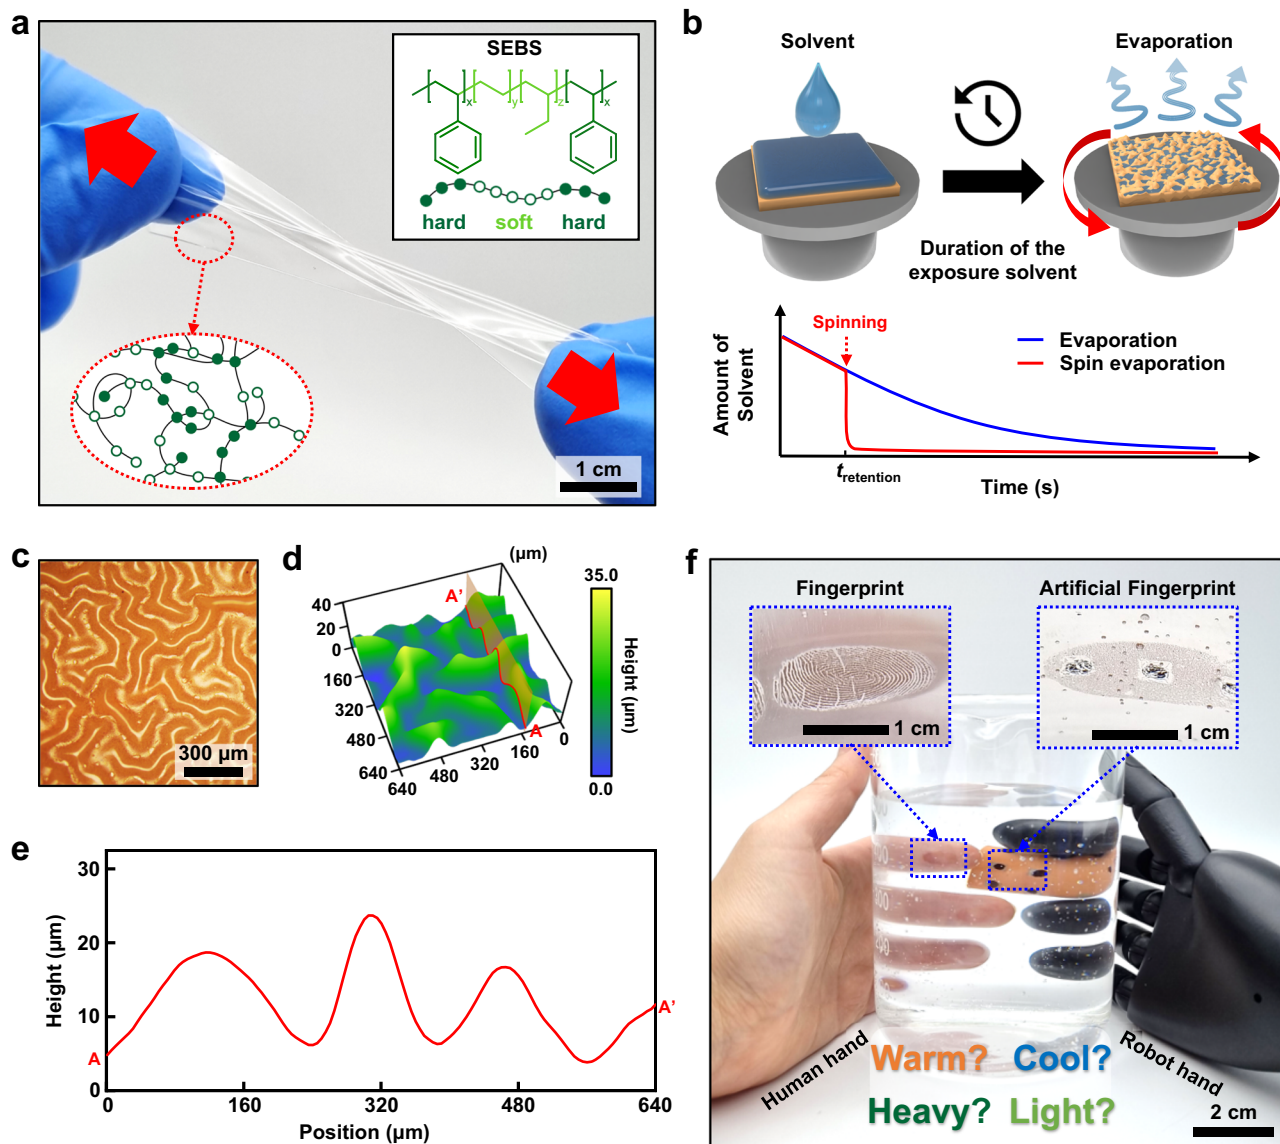 a
SEBS
x
y
z
x
hard soft hard
1 cm
b
Solvent
Evaporation
Duration of the
exposure solvent
Spinning
Evaporation
Spin evaporation
Amount of
Solvent
t retention
Time (s)
c
300 µm
d
(µm)
40
20
0
160
320
480
640
640
480
320
160
0
A'
A
35.0
0.0
Height (µm)
e
Height (µm)
30
20
10
0
A
A'
0 160 320 480 640
Position (µm)
f
Fingerprint
Artificial Fingerprint
1 cm
1 cm
Human hand
Robot hand
Warm? Cool?
Heavy? Light?
2 cm